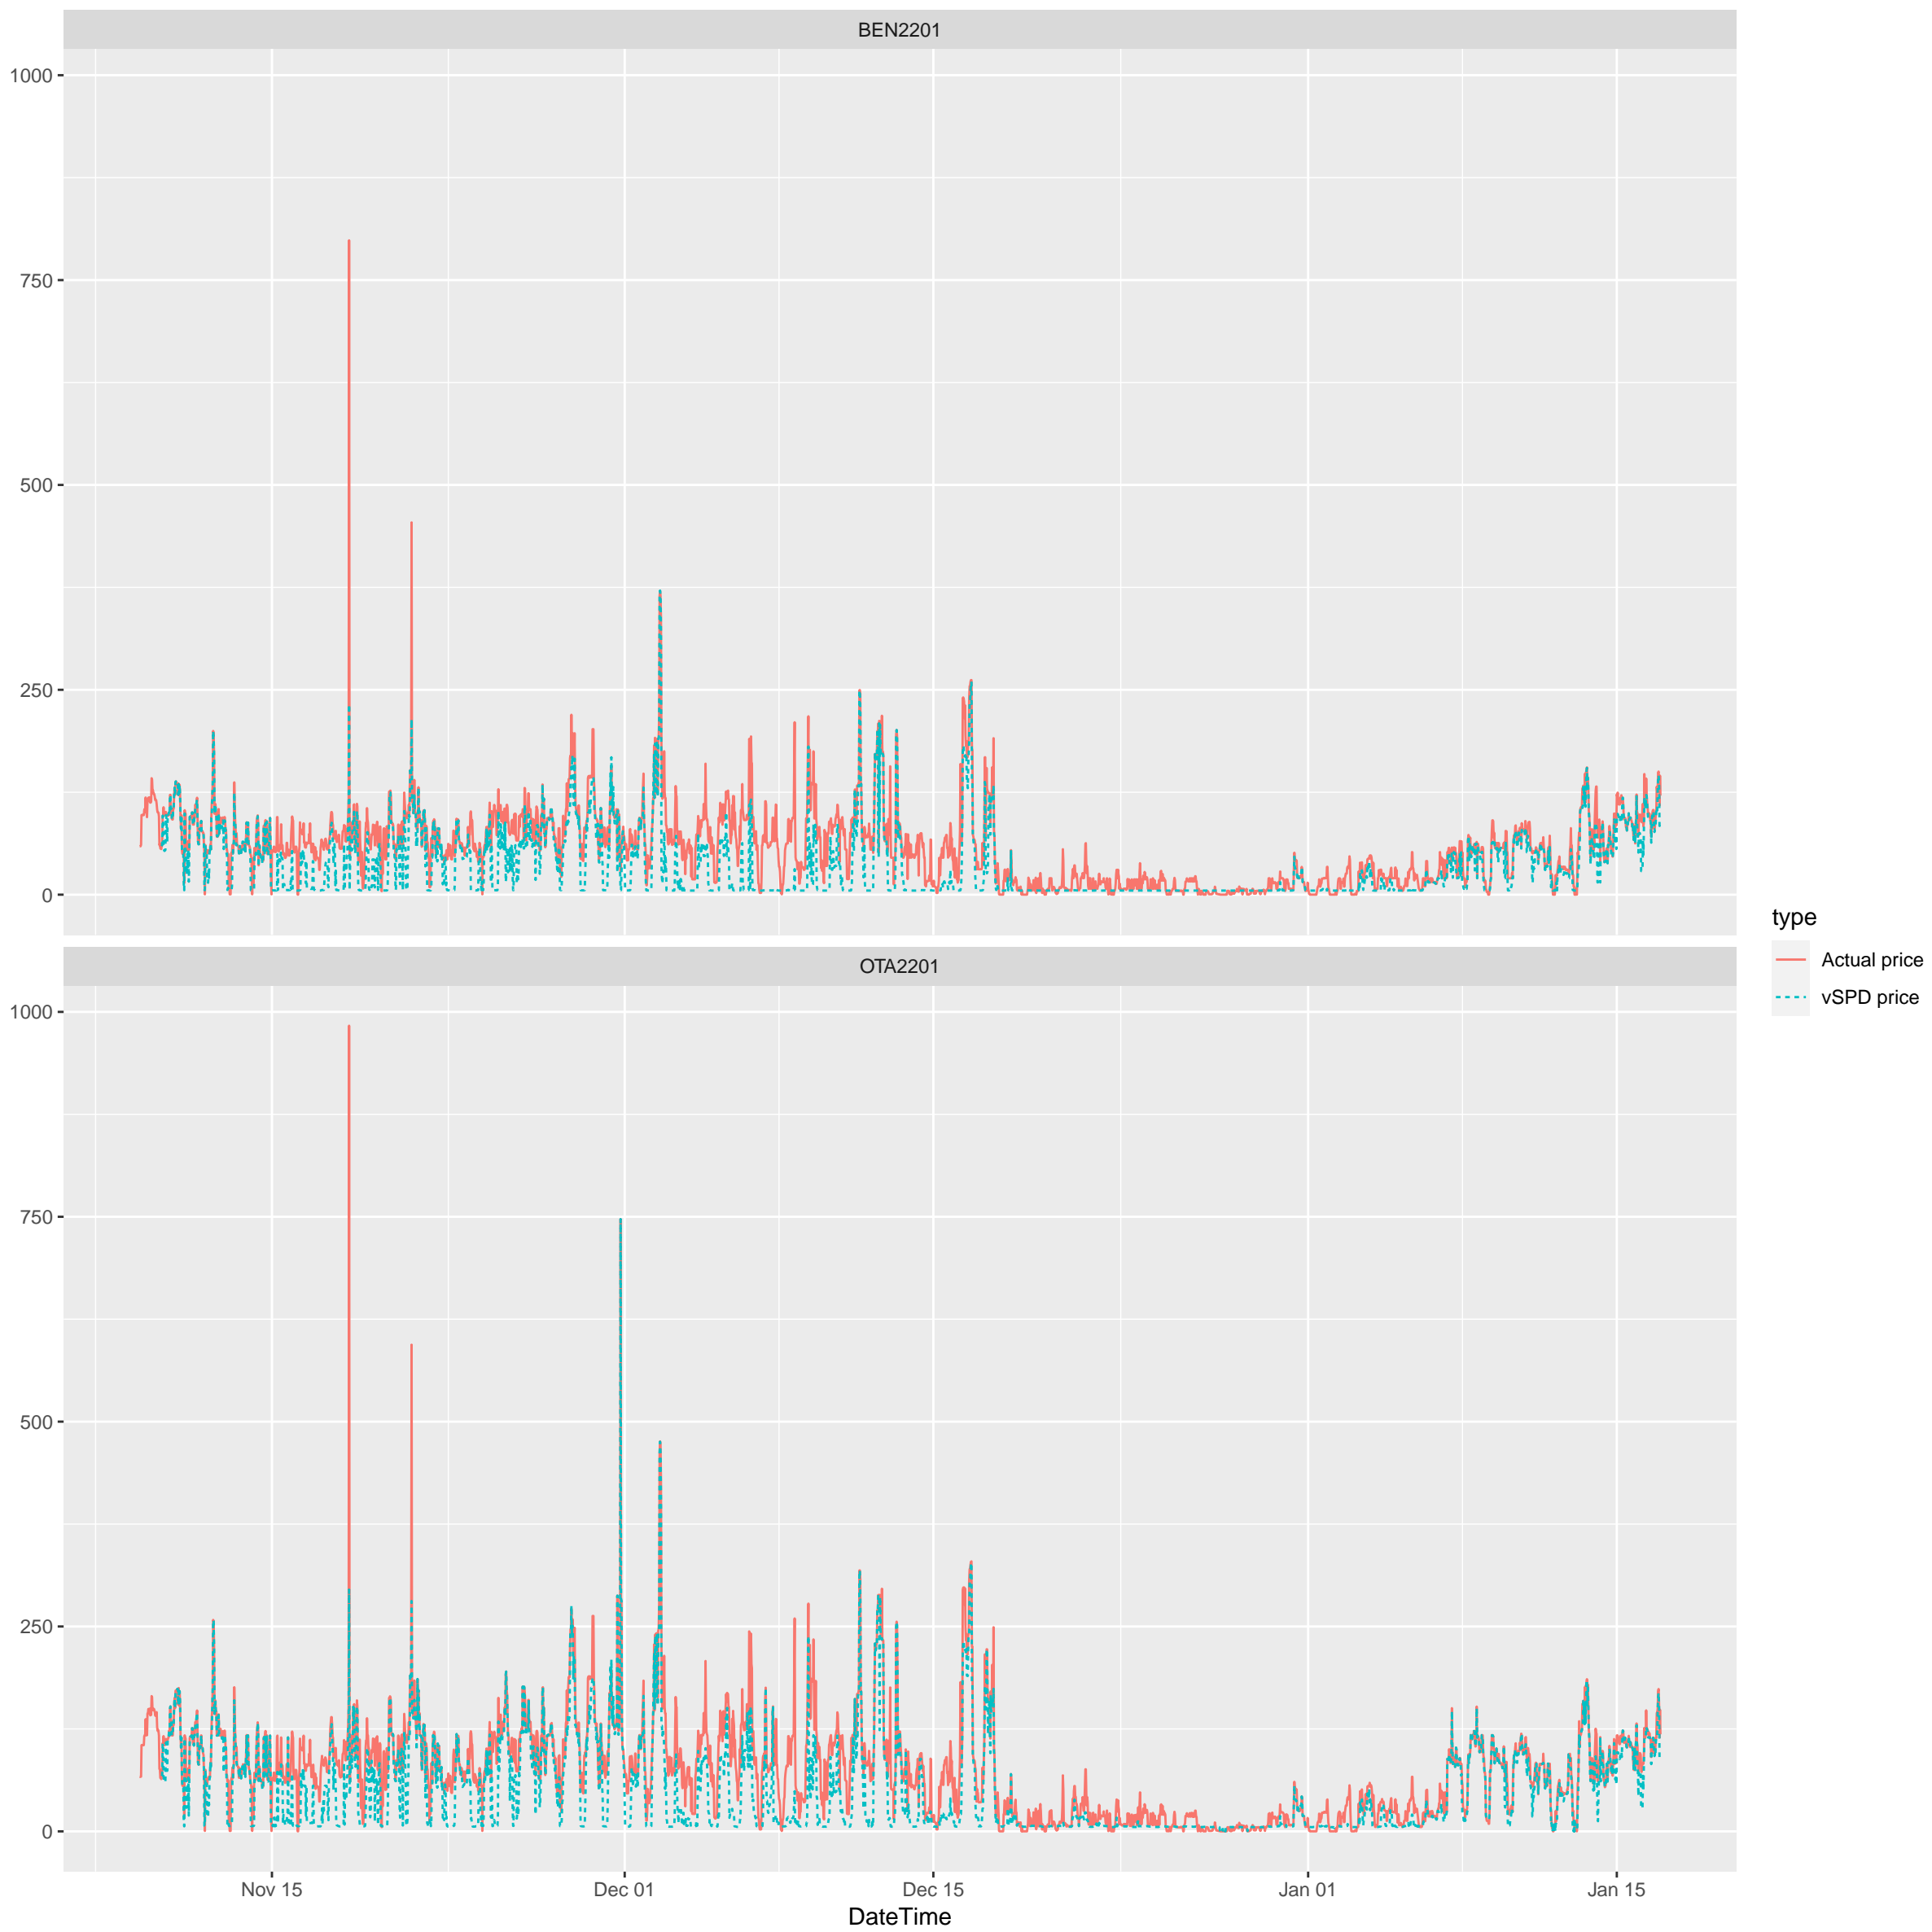 BEN2201
1000
750
500
250
0
OTA2201
1000
750
500
250
0
Nov 15
Dec 01
Dec 15
Jan 01
Jan 15
DateTime
type
Actual price
vSPD price